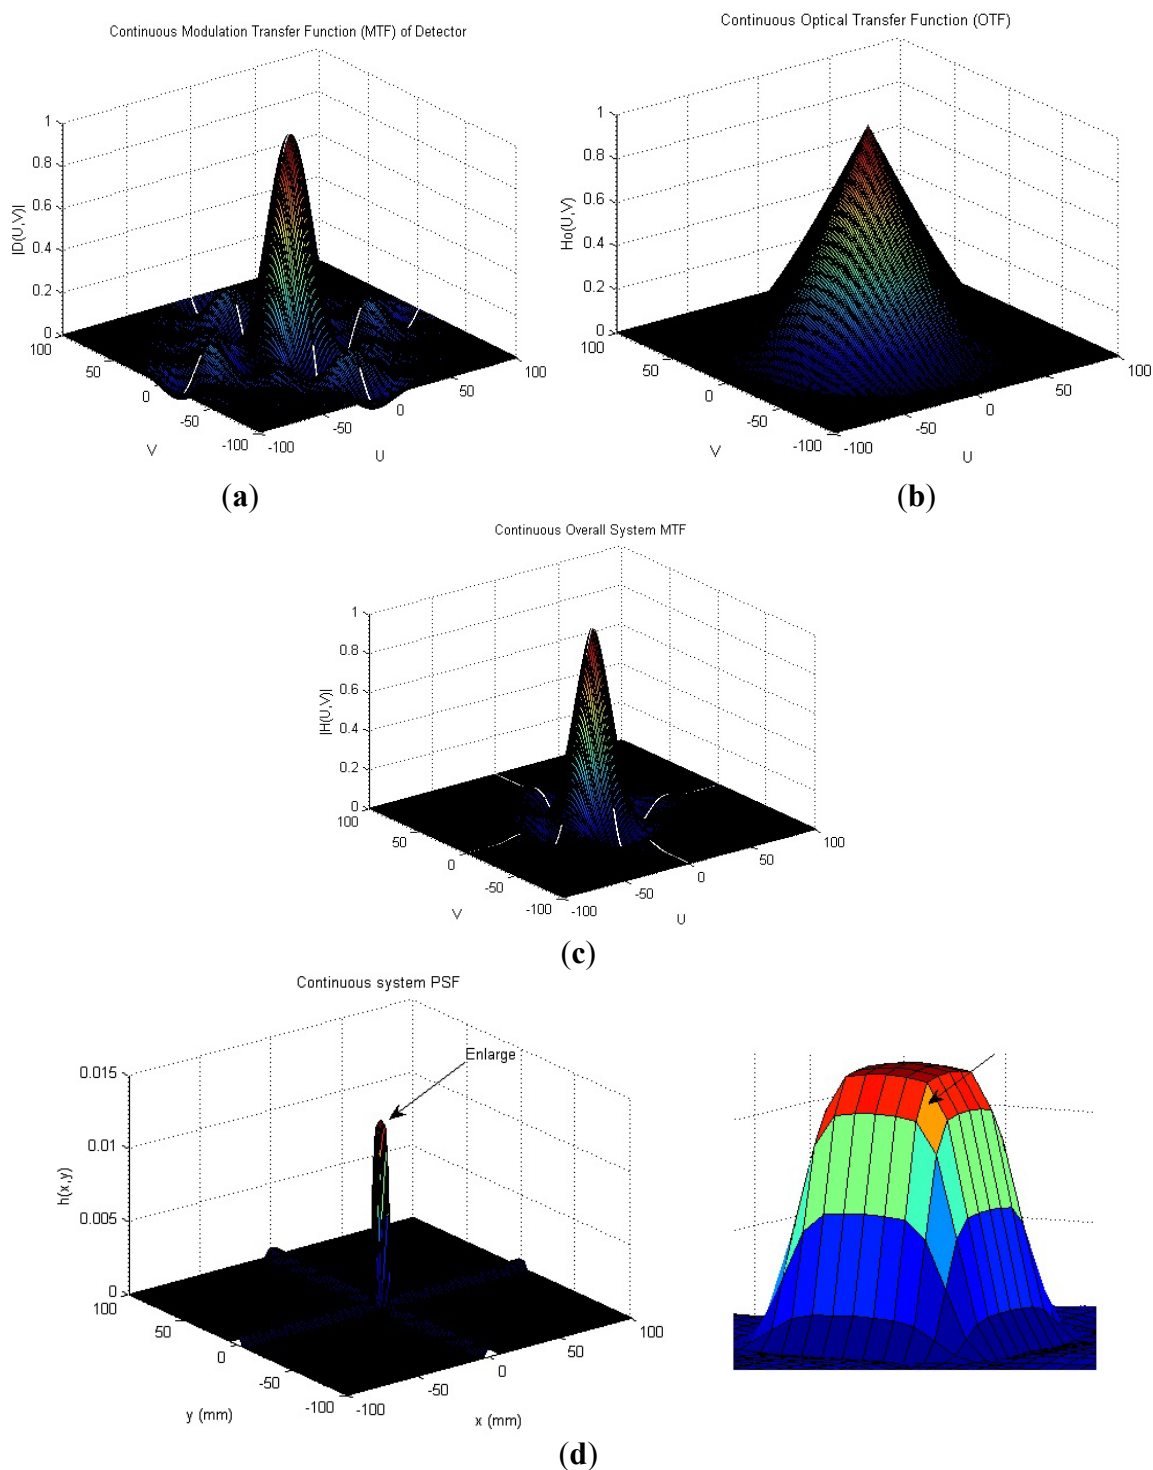 Continuous Modulation Transfer Function (MTF) of Detector
Continuous Optical Transfer Function (OTF)
|D(U,V)|
1
0.8
0.6
0.4
0.2
0
100
50
0
-50
-100
V
-100
-50
0
50
100
U
Ho(U,V)
1
0.8
0.6
0.4
0.2
0
100
50
0
-50
-100
V
-100
-50
0
50
100
U
(a)
(b)
Continuous Overall System MTF
|H(U,V)|
1
0.8
0.6
0.4
0.2
0
100
50
0
-50
-100
V
-100
-50
0
50
100
U
(c)
Continuous system PSF
Enlarge
h(x,y)
0.015
0.01
0.005
0
100
50
0
-50
-100
y (mm)
-100
-50
0
50
100
x (mm)
(d)